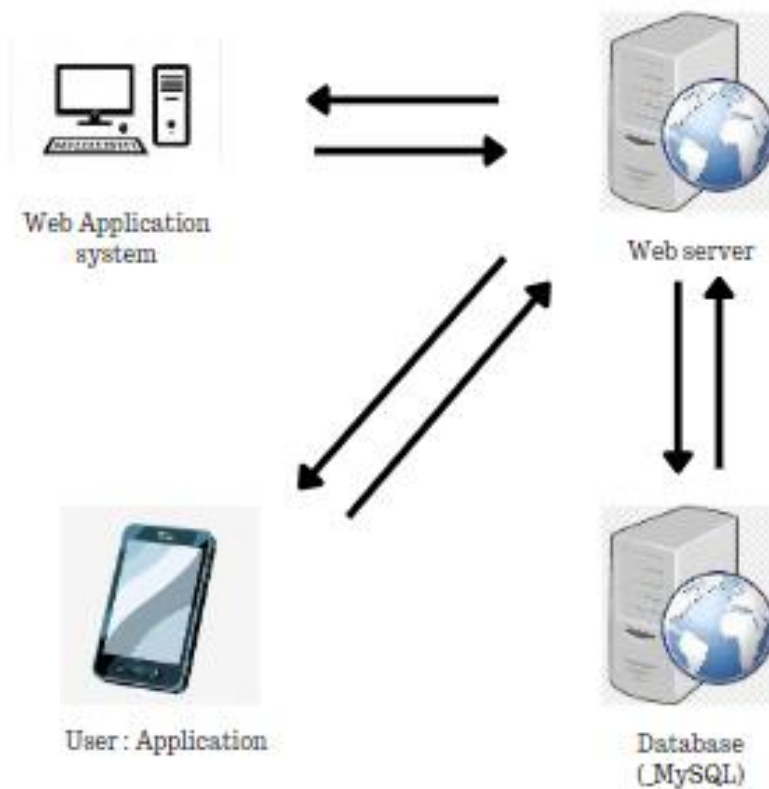 Web Application
system
Web server
User : Application
Database
(_MySQL)